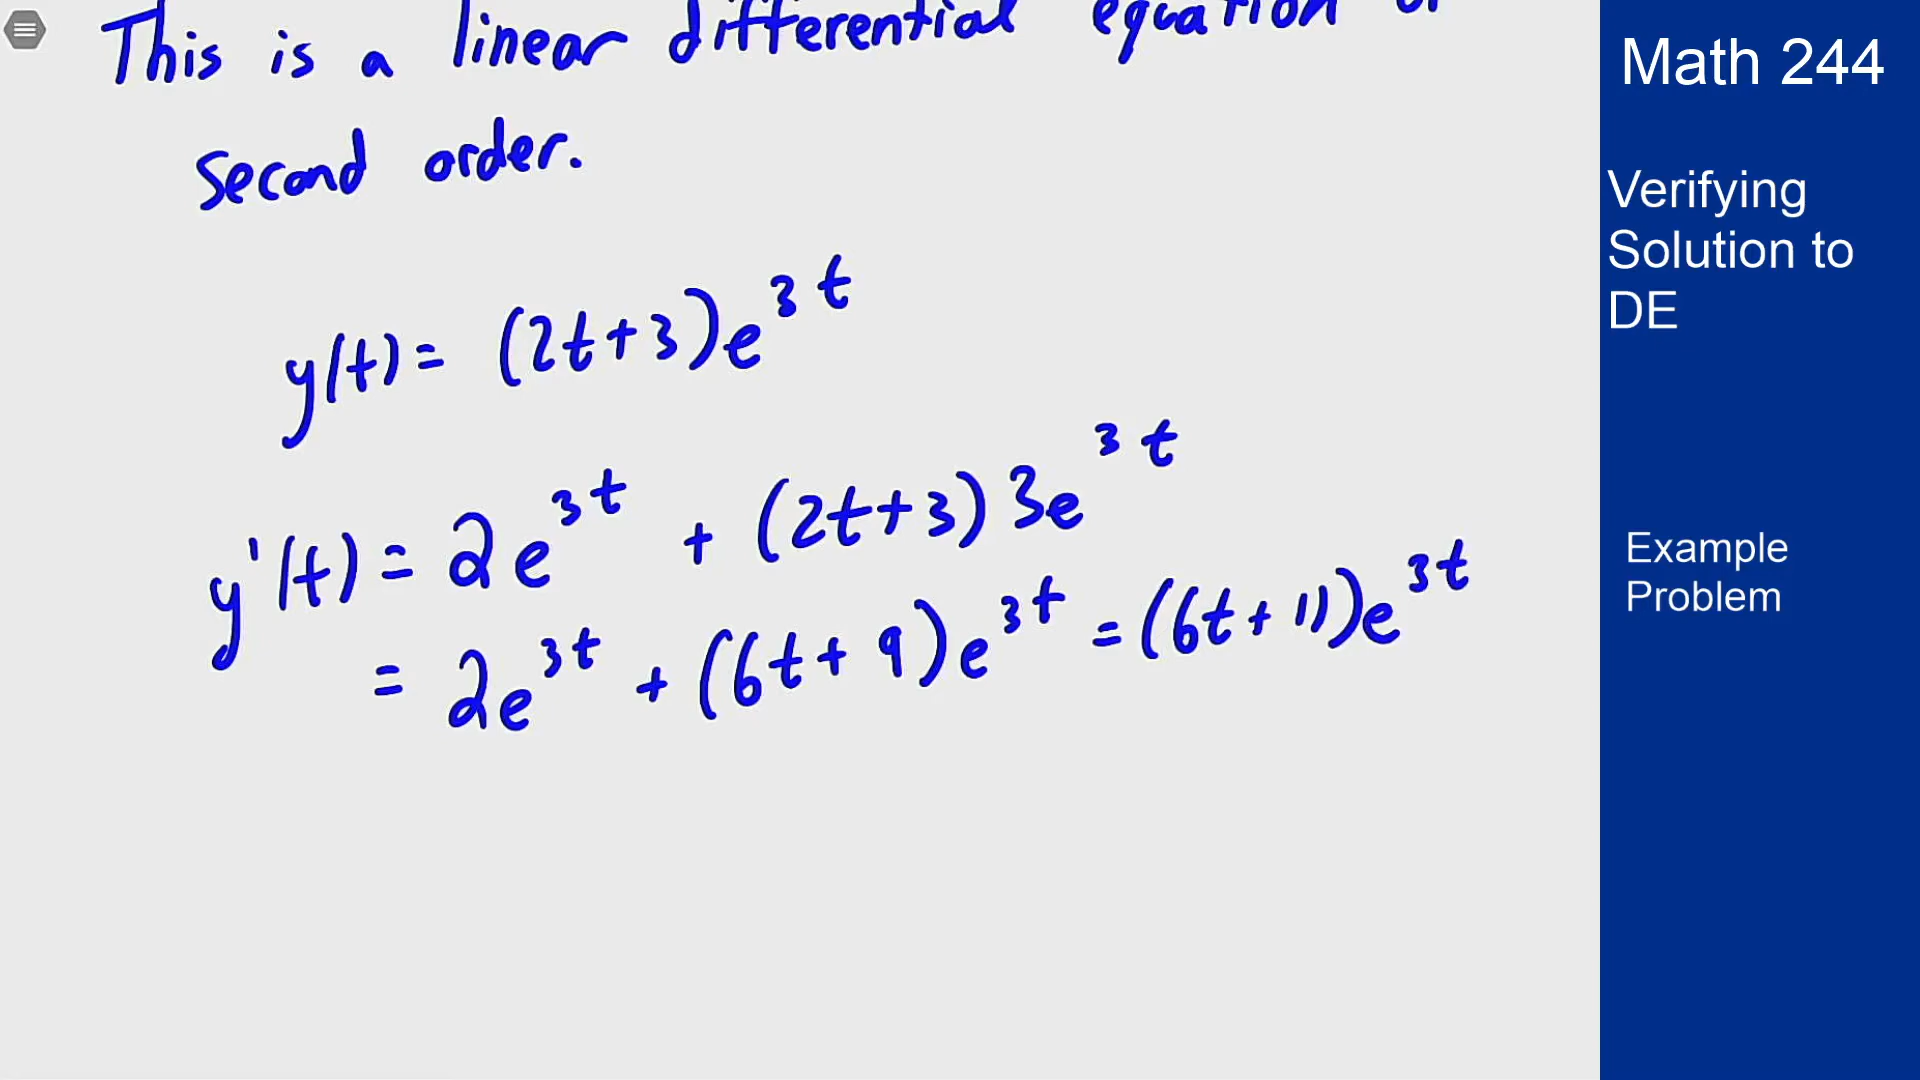 This is a linear differential equation of
second order.
y(t) = (2t+3)e^{3t}
y'(t) = 2e^{3t} + (2t+3)3e^{3t}
= 2e^{3t} + (6t+9)e^{3t} = (6t+11)e^{3t}
Math 244
Verifying
Solution to
DE
Example
Problem